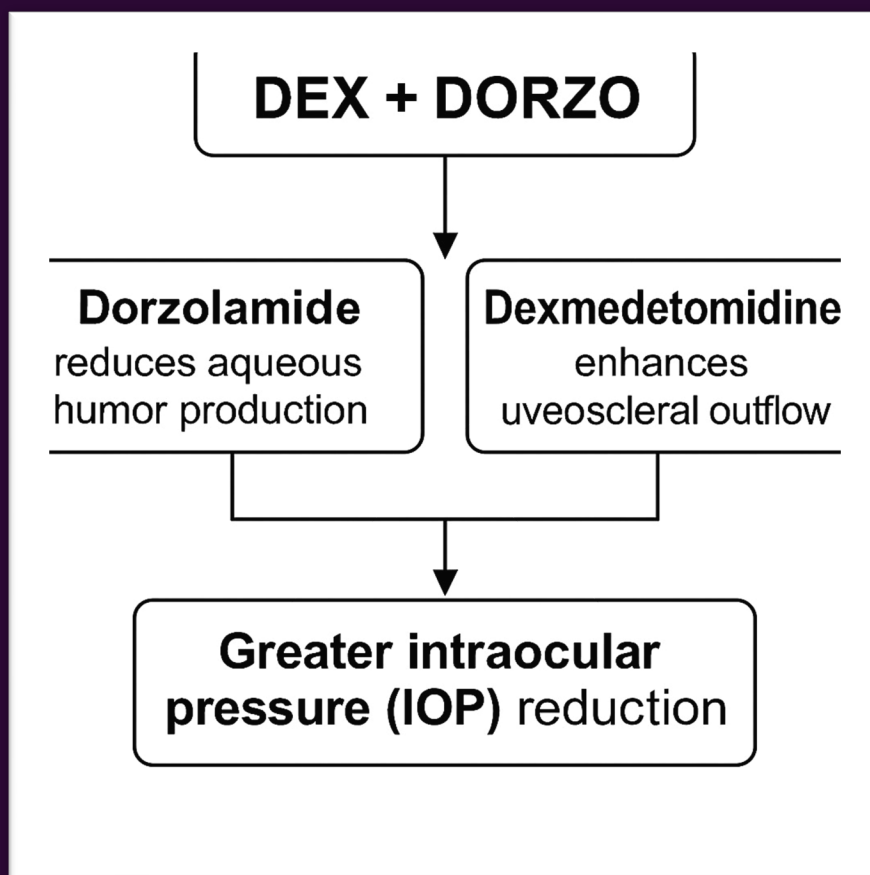 DEX + DORZO
Dorzolamide
reduces aqueous
humor production
Dexmedetomidine
enhances
uveoscleral outflow
Greater intraocular
pressure (IOP) reduction